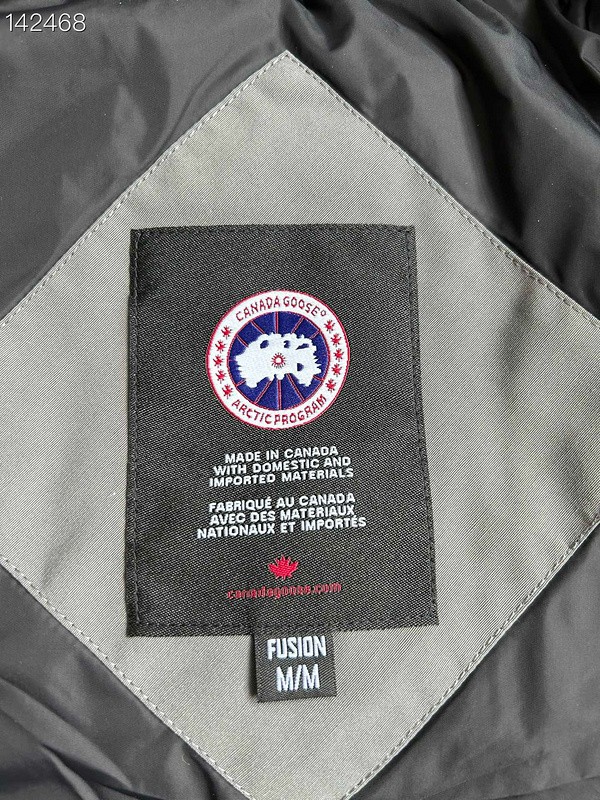 142468
CANADA GOOSE®
ARCTIC PROGRAM
MADE IN CANADA
WITH DOMESTIC AND
IMPORTED MATERIALS
FABRIQUÉ AU CANADA
AVEC DES MATERIAUX
NATIONAUX ET IMPORTÉS
canadagoose.com
FUSION
M/M